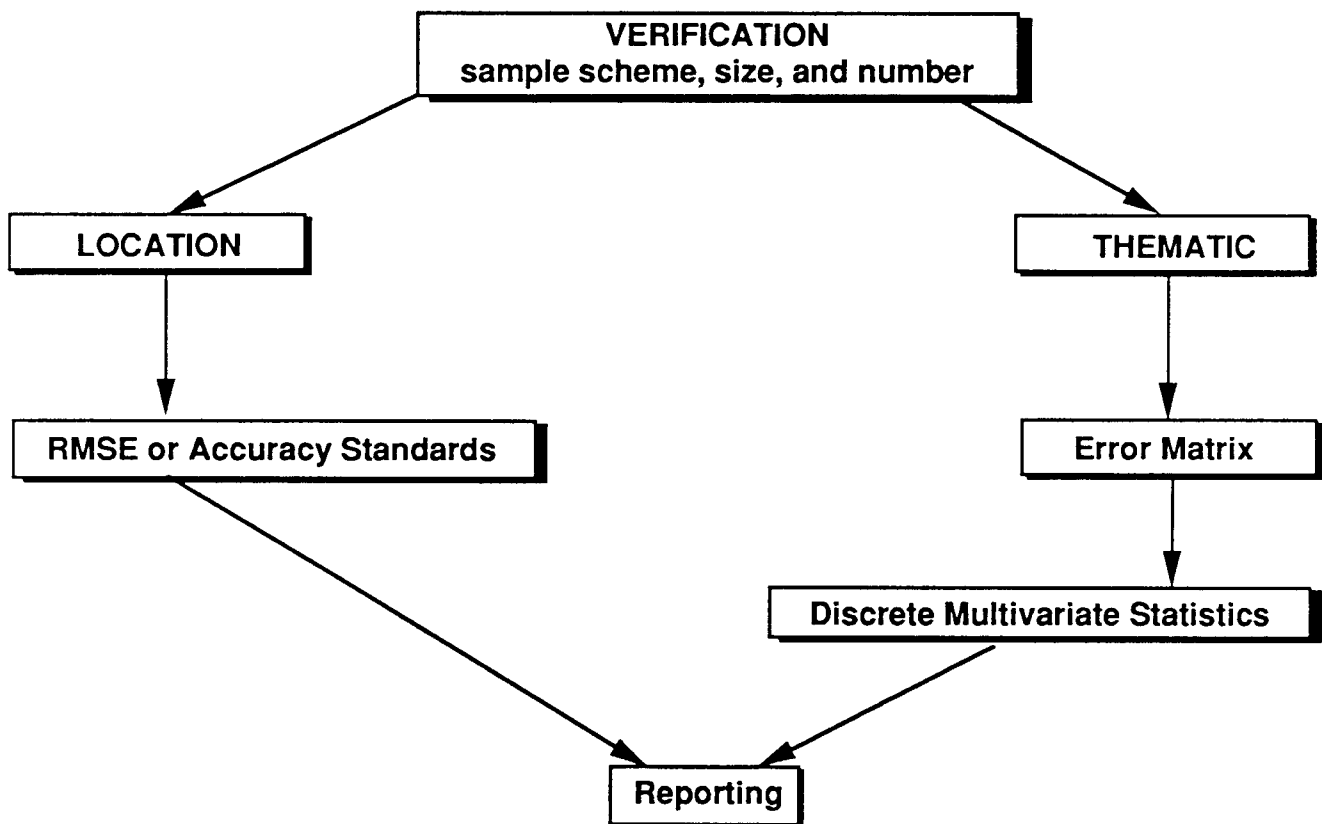 VERIFICATION
sample scheme, size, and number
LOCATION
THEMATIC
RMSE or Accuracy Standards
Error Matrix
Discrete Multivariate Statistics
Reporting